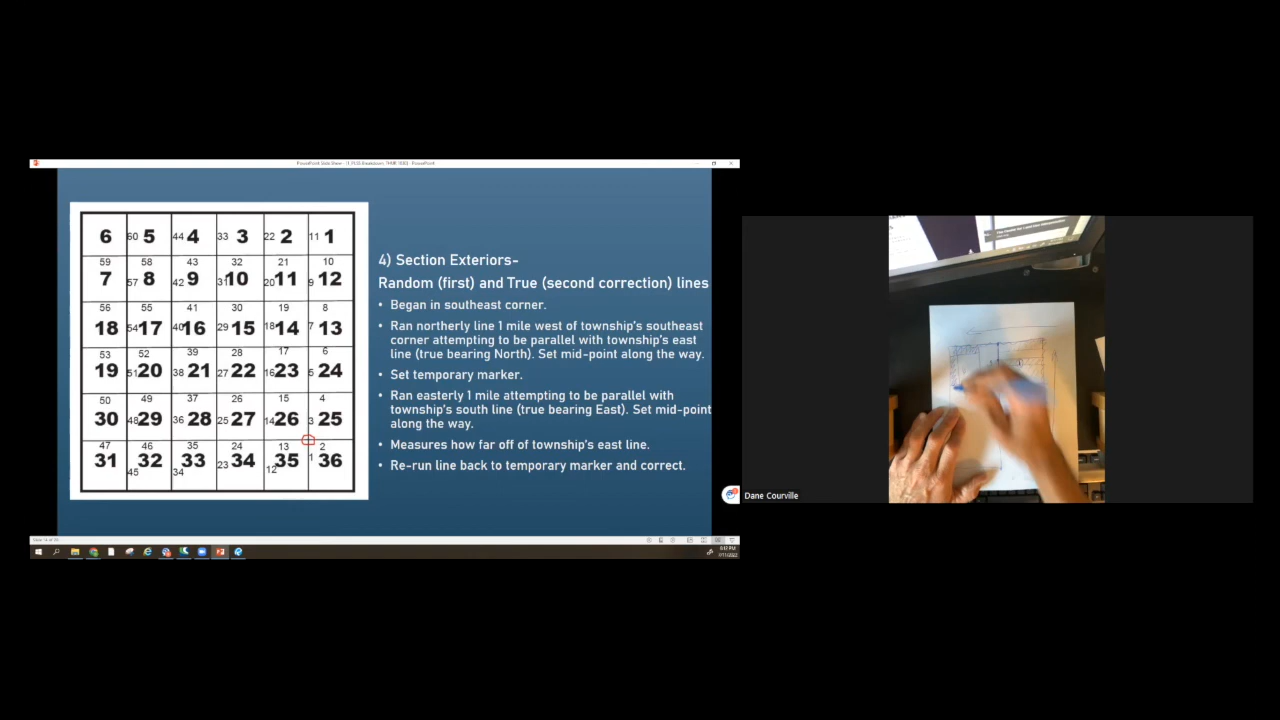 PowerPoint
6 60 5 44 4 33 3 22 2 11 1
59 58 43 32 21 10
7 57 8 42 9 31 10 20 11 9 12
56 55 41 30 19 8
18 54 17 40 16 29 15 18 14 7 13
53 52 39 28 17 6
19 51 20 38 21 27 22 16 23 5 24
50 49 37 26 15 4
30 48 29 36 28 25 27 14 26 3 25
47 46 35 24 13 2
31 32 33 34 35 1 36
45 34 23 12
4) Section Exteriors-
Random (first) and True (second correction) lines
• Began in southeast corner.
• Ran northerly line 1 mile west of township's southeast
corner attempting to be parallel with township's east
line (true bearing North). Set mid-point along the way.
• Set temporary marker.
• Ran easterly 1 mile attempting to be parallel with
township's south line (true bearing East). Set mid-point
along the way.
• Measures how far off of township's east line.
• Re-run line back to temporary marker and correct.
Dane Courville